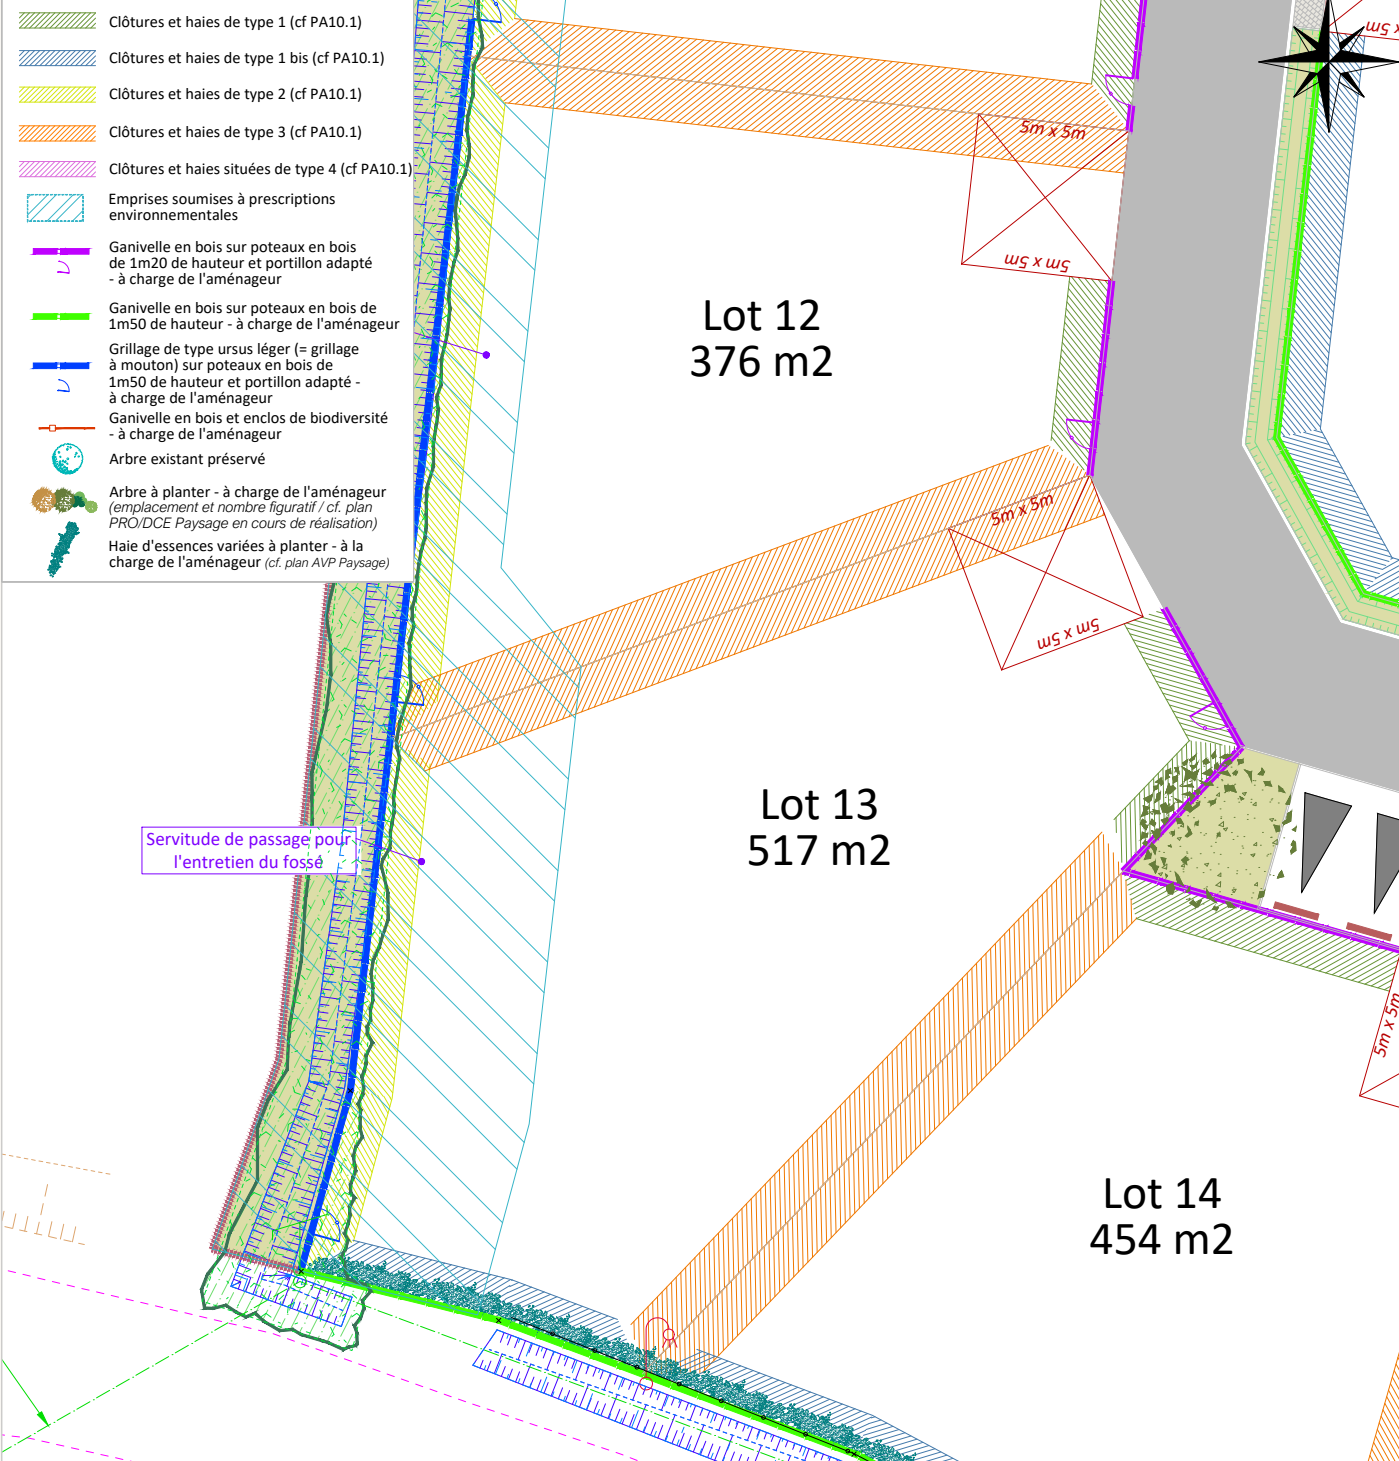 Clôtures et haies de type 1 (cf PA10.1)
Clôtures et haies de type 1 bis (cf PA10.1)
Clôtures et haies de type 2 (cf PA10.1)
Clôtures et haies de type 3 (cf PA10.1)
Clôtures et haies situées de type 4 (cf PA10.1)
Emprises soumises à prescriptions
environnementales
Ganivelle en bois sur poteaux en bois
de 1m20 de hauteur et portillon adapté
- à charge de l'aménageur
Ganivelle en bois sur poteaux en bois de
1m50 de hauteur - à charge de l'aménageur
Grillage de type ursus léger (= grillage
à mouton) sur poteaux en bois de
1m50 de hauteur et portillon adapté -
à charge de l'aménageur
Ganivelle en bois et enclos de biodiversité
- à charge de l'aménageur
Arbre existant préservé
Arbre à planter - à charge de l'aménageur
(emplacement et nombre figuratif / cf. plan
PRO/DCE Paysage en cours de réalisation)
Haie d'essences variées à planter - à la
charge de l'aménageur (cf. plan AVP Paysage)
5m x
5m x 5m
5m x 5m
Lot 12
376 m2
5m x 5m
5m x 5m
Lot 13
517 m2
Servitude de passage pour
l'entretien du fossé
5m x 5m
Lot 14
454 m2